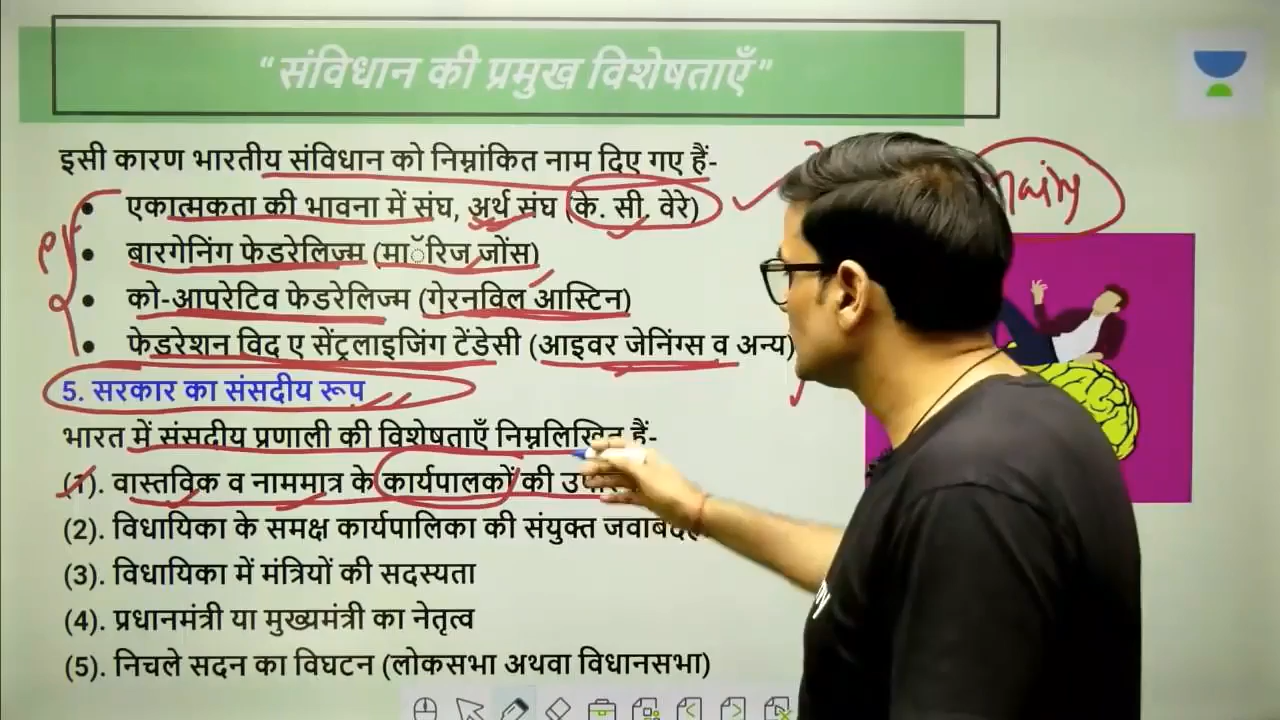 “संविधान की प्रमुख विशेषताएँ”
इसी कारण भारतीय संविधान को निम्नांकित नाम दिए गए हैं-
• एकात्मकता की भावना में संघ, अर्थ संघ (के. सी. वेरे)
• बारगेनिंग फेडरेलिज्म (माॅरिज जोंस)
• को-आपरेटिव फेडरेलिज्म (गे्रनविल आस्टिन)
• फेडरेशन विद ए सेंट्रलाइजिंग टेंडेसी (आइवर जेनिंग्स व अन्य)
5. सरकार का संसदीय रूप
भारत में संसदीय प्रणाली की विशेषताएँ निम्नलिखित हैं-
(1). वास्तविक व नाममात्र के कार्यपालकों की
(2). विधायिका के समक्ष कार्यपालिका की संयुक्त
(3). विधायिका में मंत्रियों की सदस्यता
(4). प्रधानमंत्री या मुख्यमंत्री का नेतृत्व
(5). निचले सदन का विघटन (लोकसभा अथवा विधानसभा)